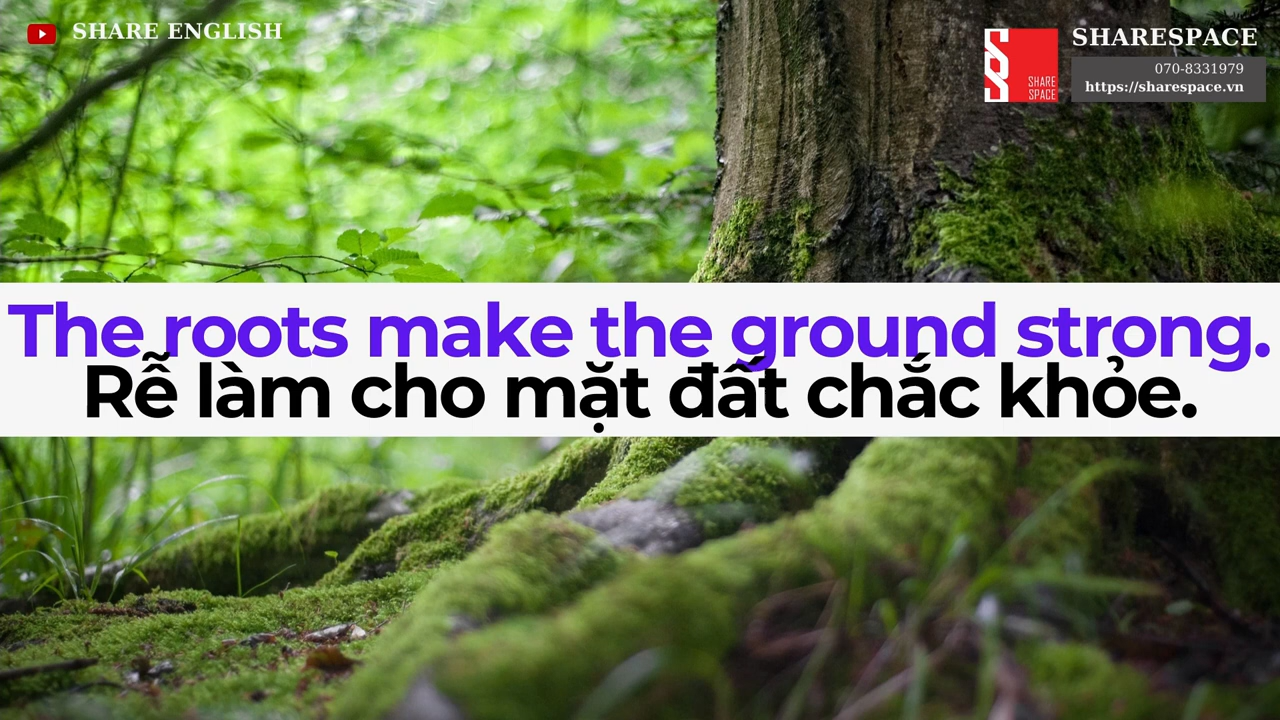 SHARE ENGLISH
SHARE
SPACE
SHARESPACE
070-8331979
https://sharespace.vn
The roots make the ground strong.
Rễ làm cho mặt đất chắc khỏe.